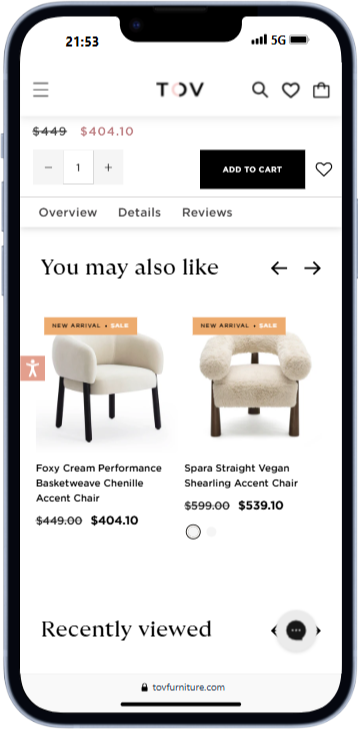 21:53
5G
TOV
$449 $404.10
1
ADD TO CART
Overview Details Reviews
You may also like
NEW ARRIVAL + SALE
Foxy Cream Performance
Basketweave Chenille
Accent Chair
$449.00 $404.10
NEW ARRIVAL + SALE
Spara Straight Vegan
Shearling Accent Chair
$599.00 $539.10
Recently viewed
tovfurniture.com